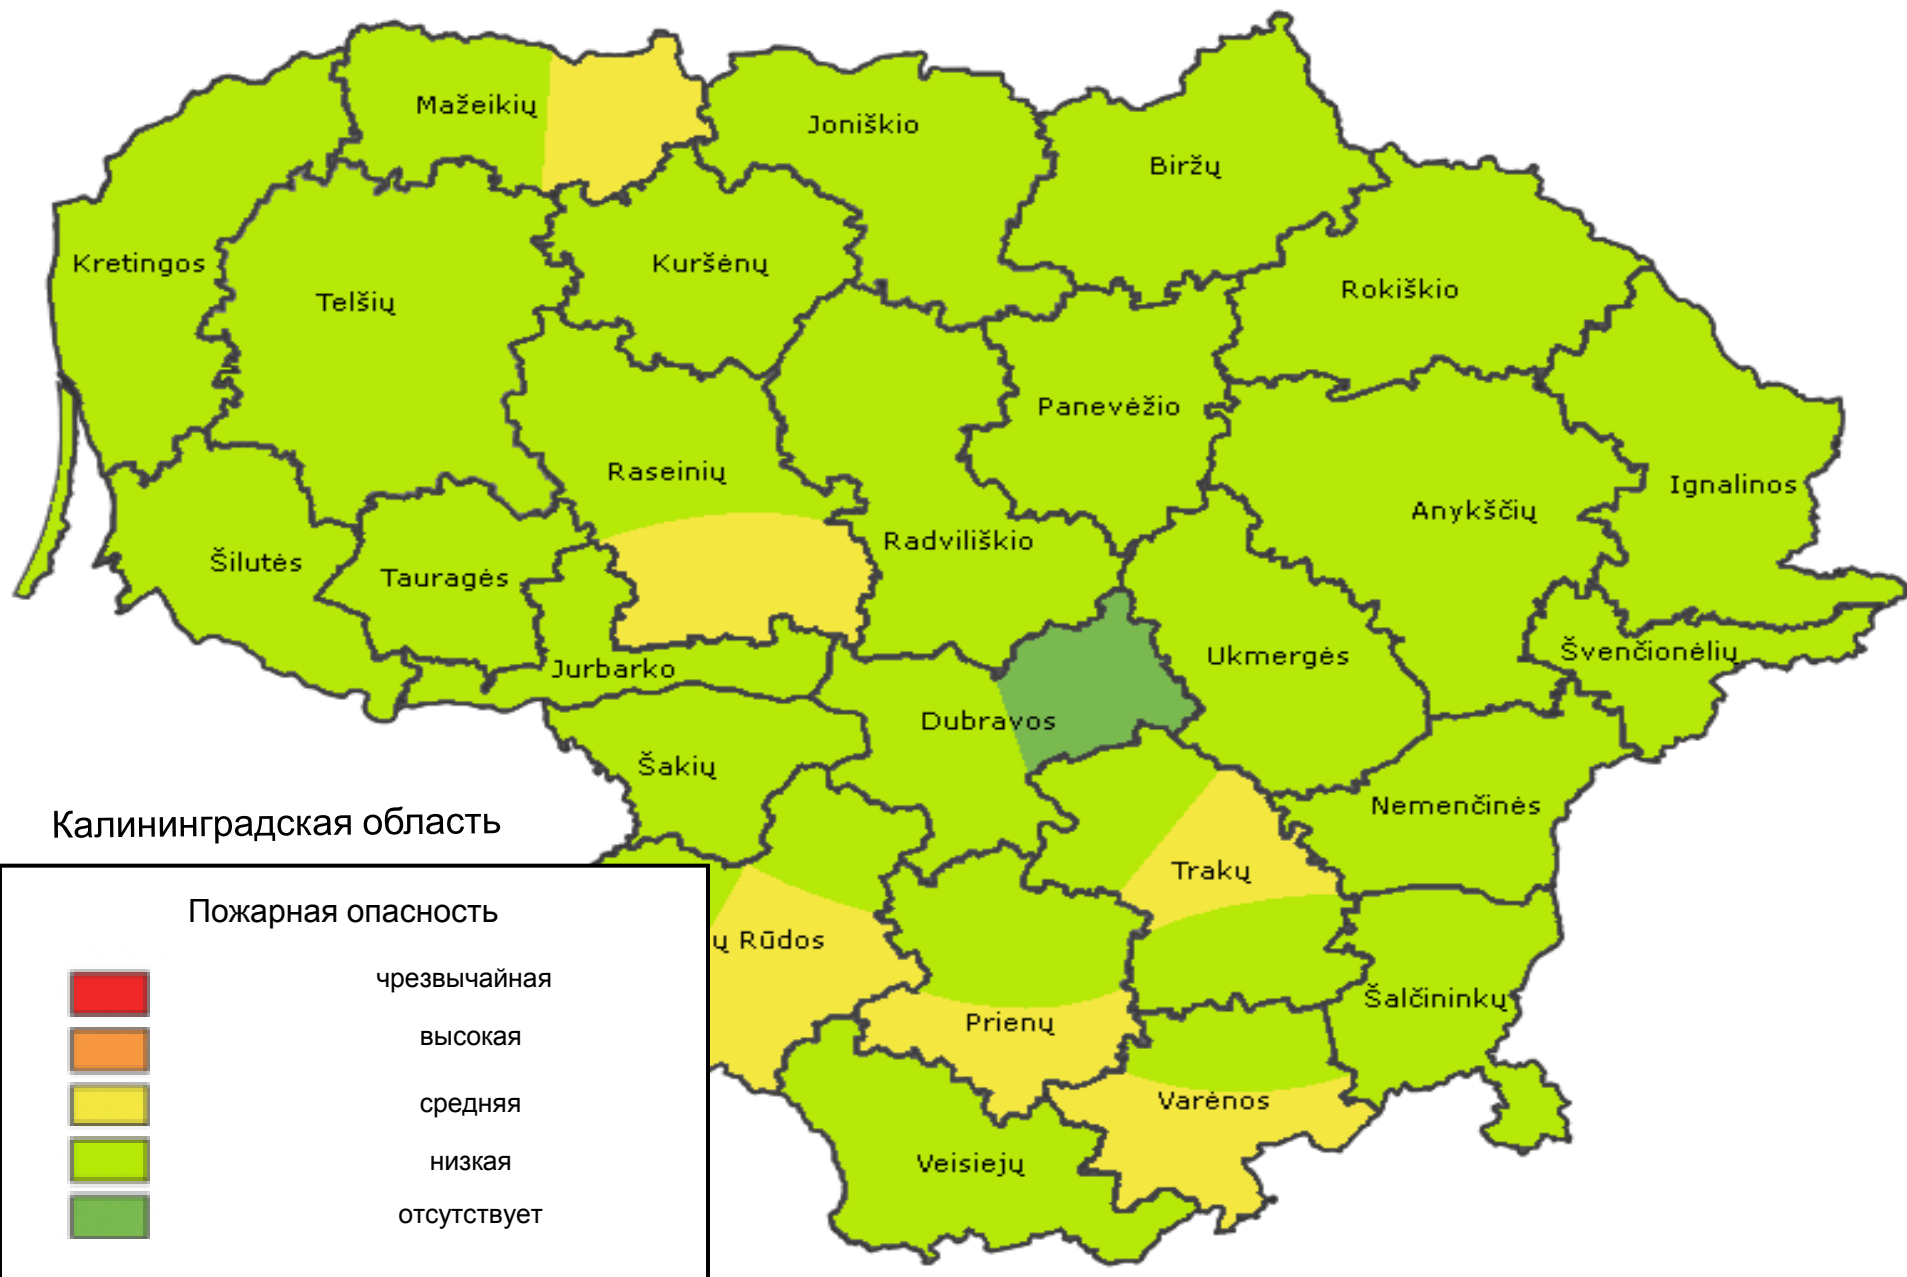 Mažeikių
Joniškio
Biržų
Kretingos
Telšių
Kuršėnų
Rokiškio
Panevėžio
Raseinių
Radviliškio
Anykščių
Ignalinos
Šilutės
Tauragės
Jurbarko
Ukmergės
Švenčionėlių
Dubravos
Šakių
Nemenčinės
Trakų
ų Rūdos
Prienų
Šalčininkų
Varėnos
Veisiejų
Калининградская область
Пожарная опасность
чрезвычайная
высокая
средняя
низкая
отсутствует